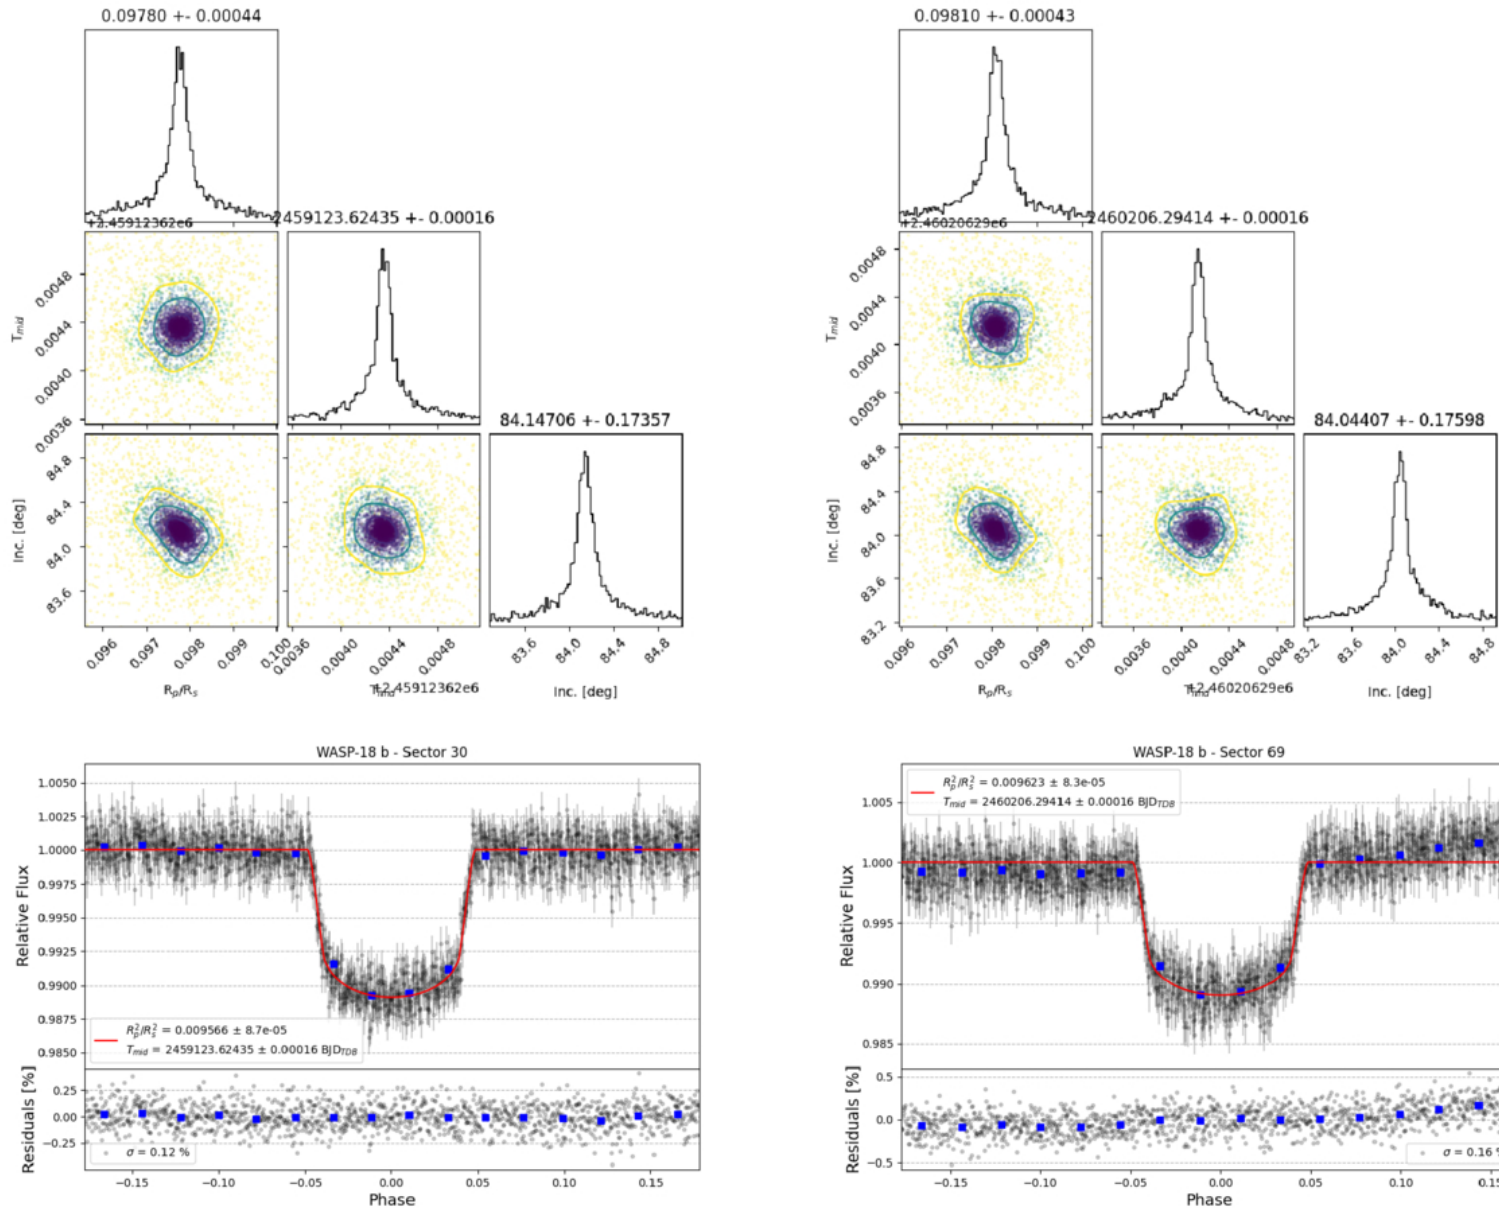 0.09780 +- 0.00044
+2.45912362e6
2459123.62435 +- 0.00016
0.0048
0.0044
0.0040
0.0036
T_mid
84.14706 +- 0.17357
84.8
84.4
84.0
83.6
Inc. [deg]
0.096
0.097
0.098
0.099
0.100
R_p/R_s
0.0036
0.0040
0.0044
0.0048
T_mid
+2.45912362e6
83.6
84.0
84.4
84.8
Inc. [deg]
0.09810 +- 0.00043
+2.46020629e6
2460206.29414 +- 0.00016
0.0048
0.0044
0.0040
0.0036
T_mid
84.04407 +- 0.17598
84.8
84.4
84.0
83.6
83.2
Inc. [deg]
0.096
0.097
0.098
0.099
0.100
R_p/R_s
0.0036
0.0040
0.0044
0.0048
T_mid
+2.46020629e6
83.2
83.6
84.0
84.4
84.8
Inc. [deg]
WASP-18 b - Sector 30
1.0050
1.0025
1.0000
0.9975
0.9950
0.9925
0.9900
0.9875
0.9850
Relative Flux
R_p^2/R_s^2 = 0.009566 ± 8.7e-05
T_mid = 2459123.62435 ± 0.00016 BJD_TDB
0.25
0.00
−0.25
Residuals [%]
σ = 0.12 %
−0.15
−0.10
−0.05
0.00
0.05
0.10
0.15
Phase
WASP-18 b - Sector 69
R_p^2/R_s^2 = 0.009623 ± 8.3e-05
T_mid = 2460206.29414 ± 0.00016 BJD_TDB
1.005
1.000
0.995
0.990
0.985
Relative Flux
0.5
0.0
−0.5
Residuals [%]
σ = 0.16 %
−0.15
−0.10
−0.05
0.00
0.05
0.10
0.15
Phase